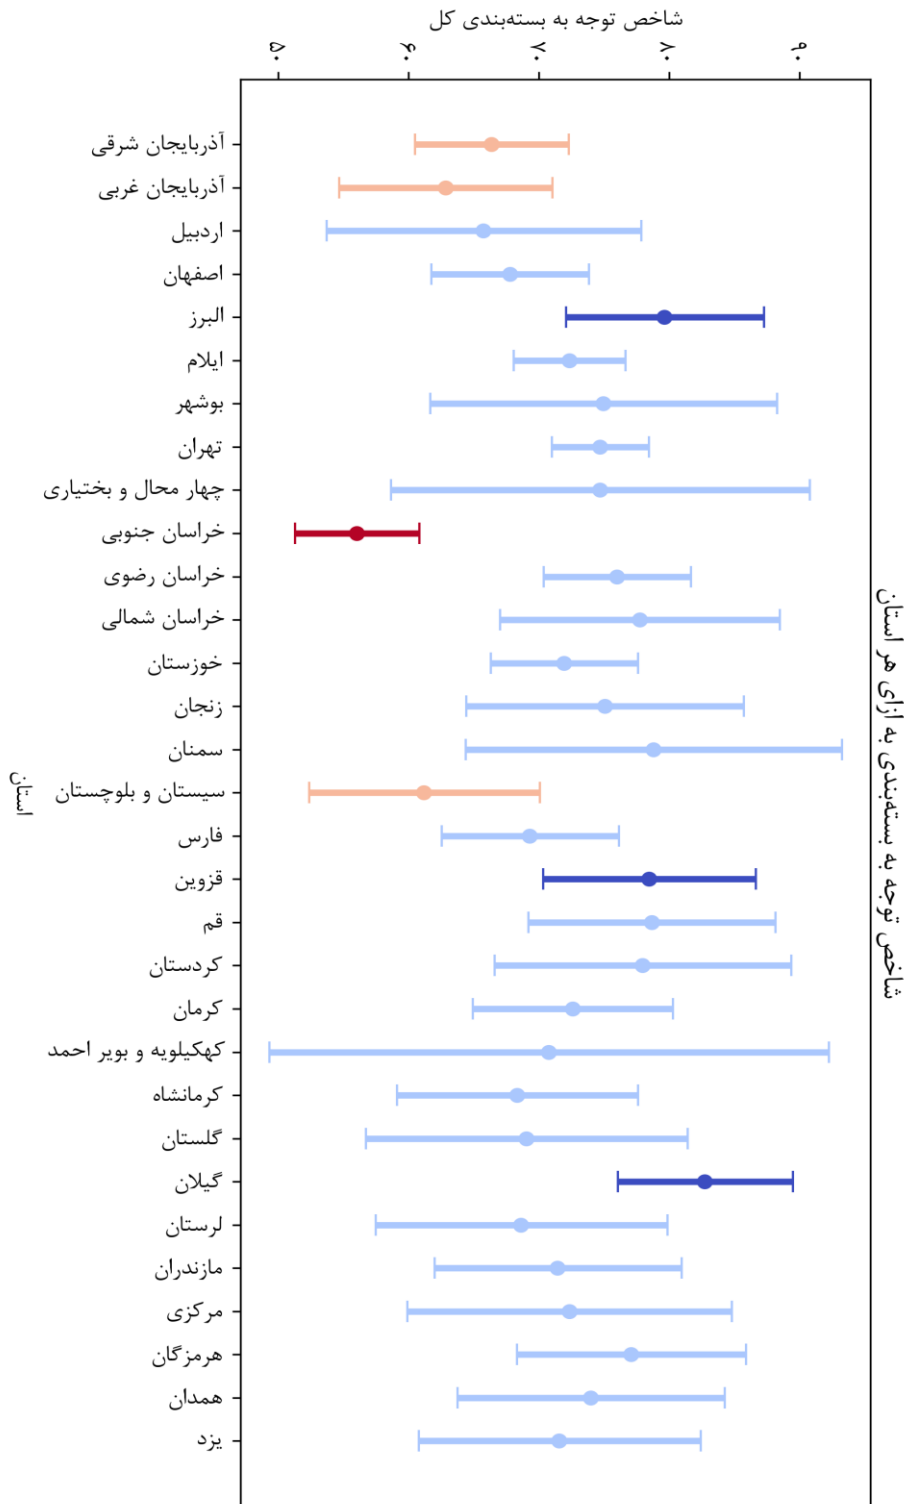 شاخص توجه به بسته‌بندی کل
۵۰
۶۰
۷۰
۸۰
۹۰
آذربایجان شرقی
آذربایجان غربی
اردبیل
اصفهان
البرز
ایلام
بوشهر
تهران
چهار محال و بختیاری
خراسان جنوبی
خراسان رضوی
خراسان شمالی
خوزستان
زنجان
سمنان
سیستان و بلوچستان
فارس
قزوین
قم
کردستان
کرمان
کهکیلویه و بویر احمد
کرمانشاه
گلستان
گیلان
لرستان
مازندران
مرکزی
هرمزگان
همدان
یزد
استان
شاخص توجه به بسته‌بندی به ازای هر استان